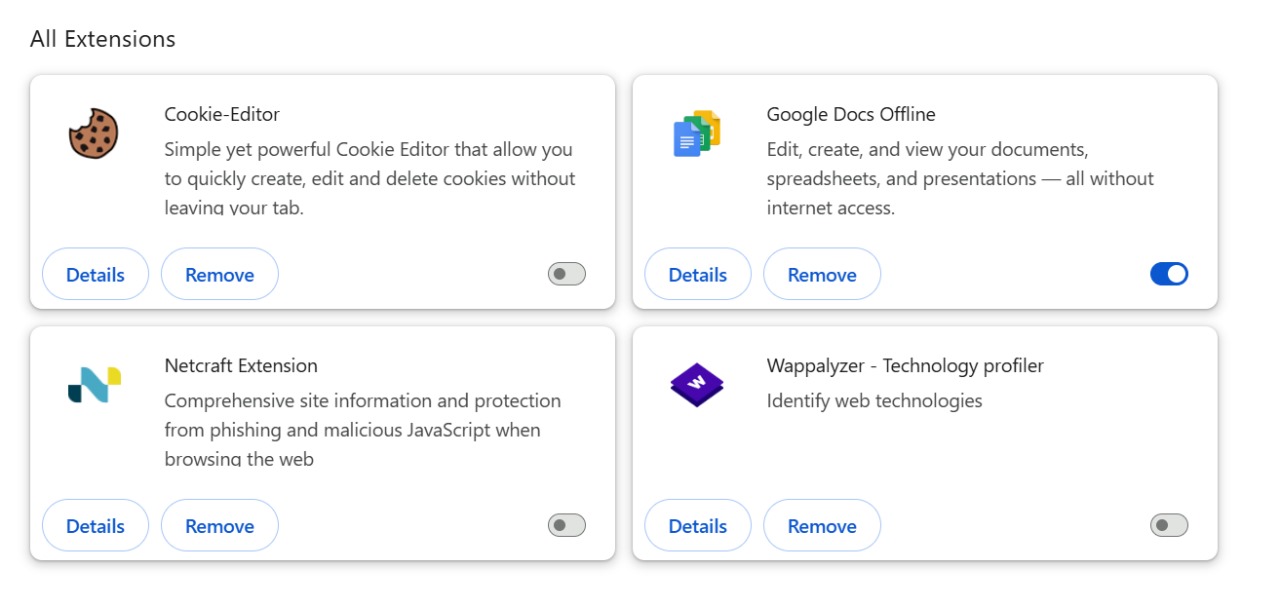 All Extensions
Cookie-Editor
Simple yet powerful Cookie Editor that allow you
to quickly create, edit and delete cookies without
leaving your tab.
Details
Remove
Google Docs Offline
Edit, create, and view your documents,
spreadsheets, and presentations — all without
internet access.
Details
Remove
Netcraft Extension
Comprehensive site information and protection
from phishing and malicious JavaScript when
browsing the web
Details
Remove
W
Wappalyzer - Technology profiler
Identify web technologies
Details
Remove